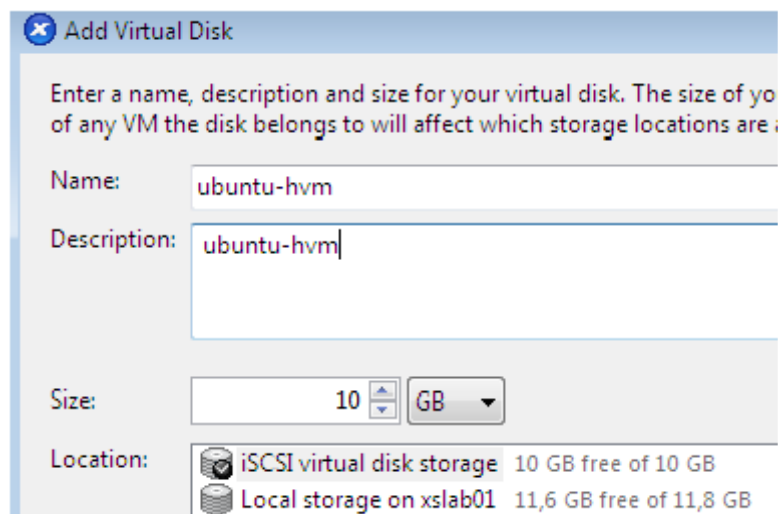 Add Virtual Disk
Enter a name, description and size for your virtual disk. The size of yo
of any VM the disk belongs to will affect which storage locations are
Name: ubuntu-hvm
Description: ubuntu-hvm
Size: 10 GB
Location: iSCSI virtual disk storage 10 GB free of 10 GB
Local storage on xslab01 11,6 GB free of 11,8 GB